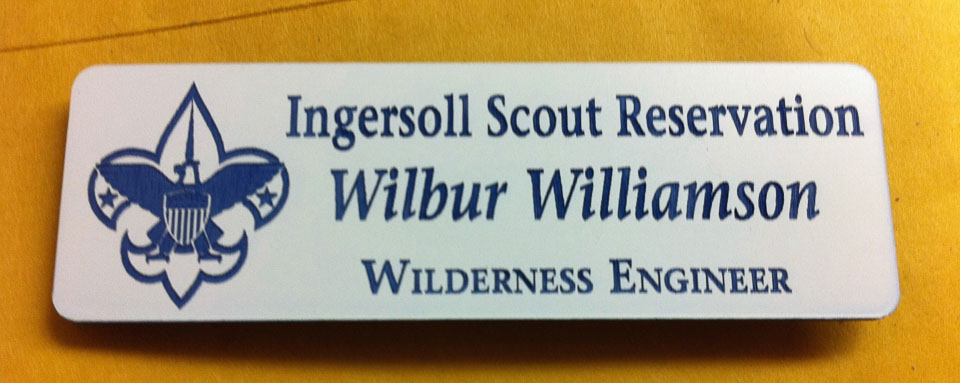 Ingersoll Scout Reservation
Wilbur Williamson
Wilderness Engineer